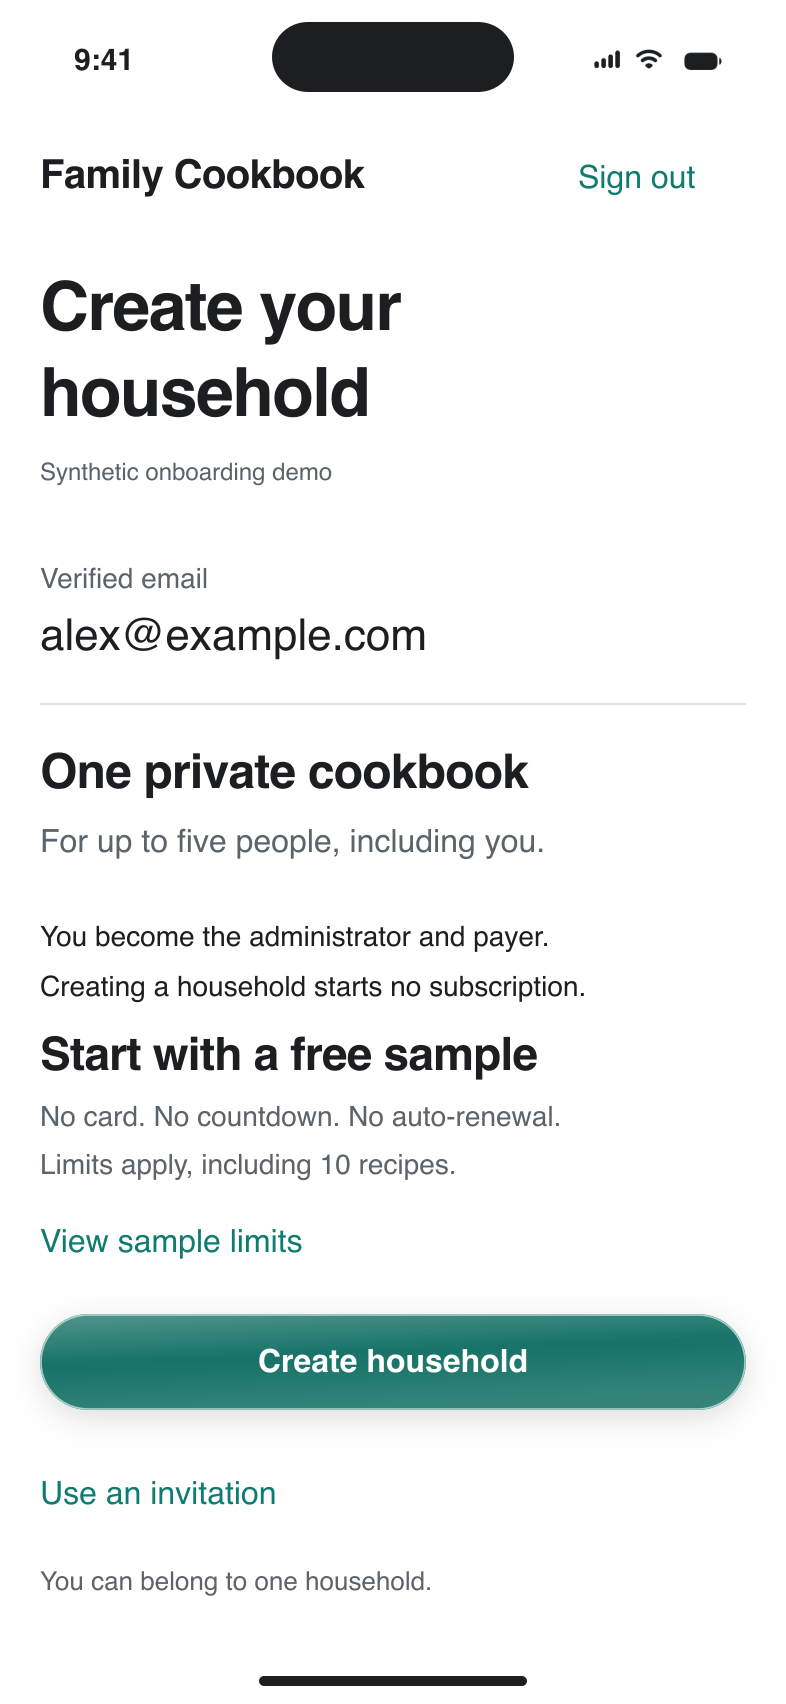 9:41
Family Cookbook
Sign out
Create your
household
Synthetic onboarding demo
Verified email
alex@example.com
One private cookbook
For up to five people, including you.
You become the administrator and payer.
Creating a household starts no subscription.
Start with a free sample
No card. No countdown. No auto-renewal.
Limits apply, including 10 recipes.
View sample limits
Create household
Use an invitation
You can belong to one household.